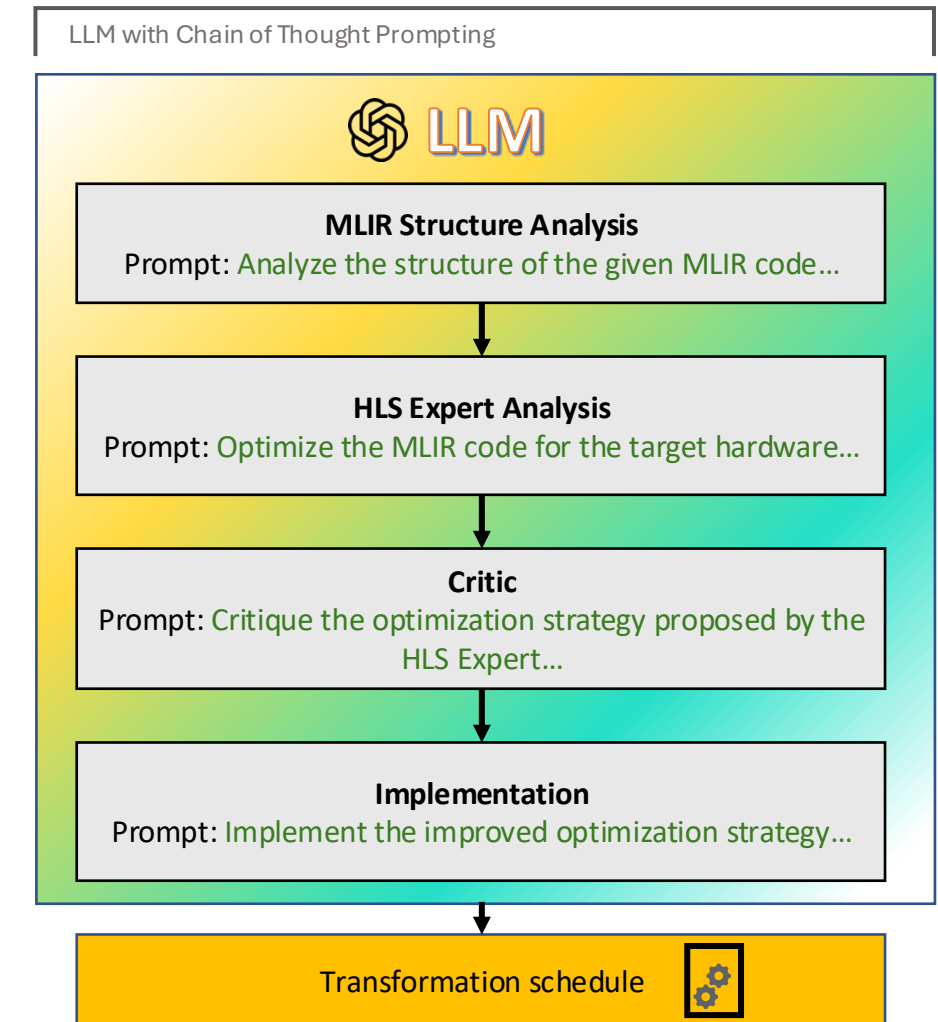 LLM with Chain of Thought Prompting
LLM
MLIR Structure Analysis
Prompt: Analyze the structure of the given MLIR code...
HLS Expert Analysis
Prompt: Optimize the MLIR code for the target hardware...
Critic
Prompt: Critique the optimization strategy proposed by the
HLS Expert...
Implementation
Prompt: Implement the improved optimization strategy...
Transformation schedule